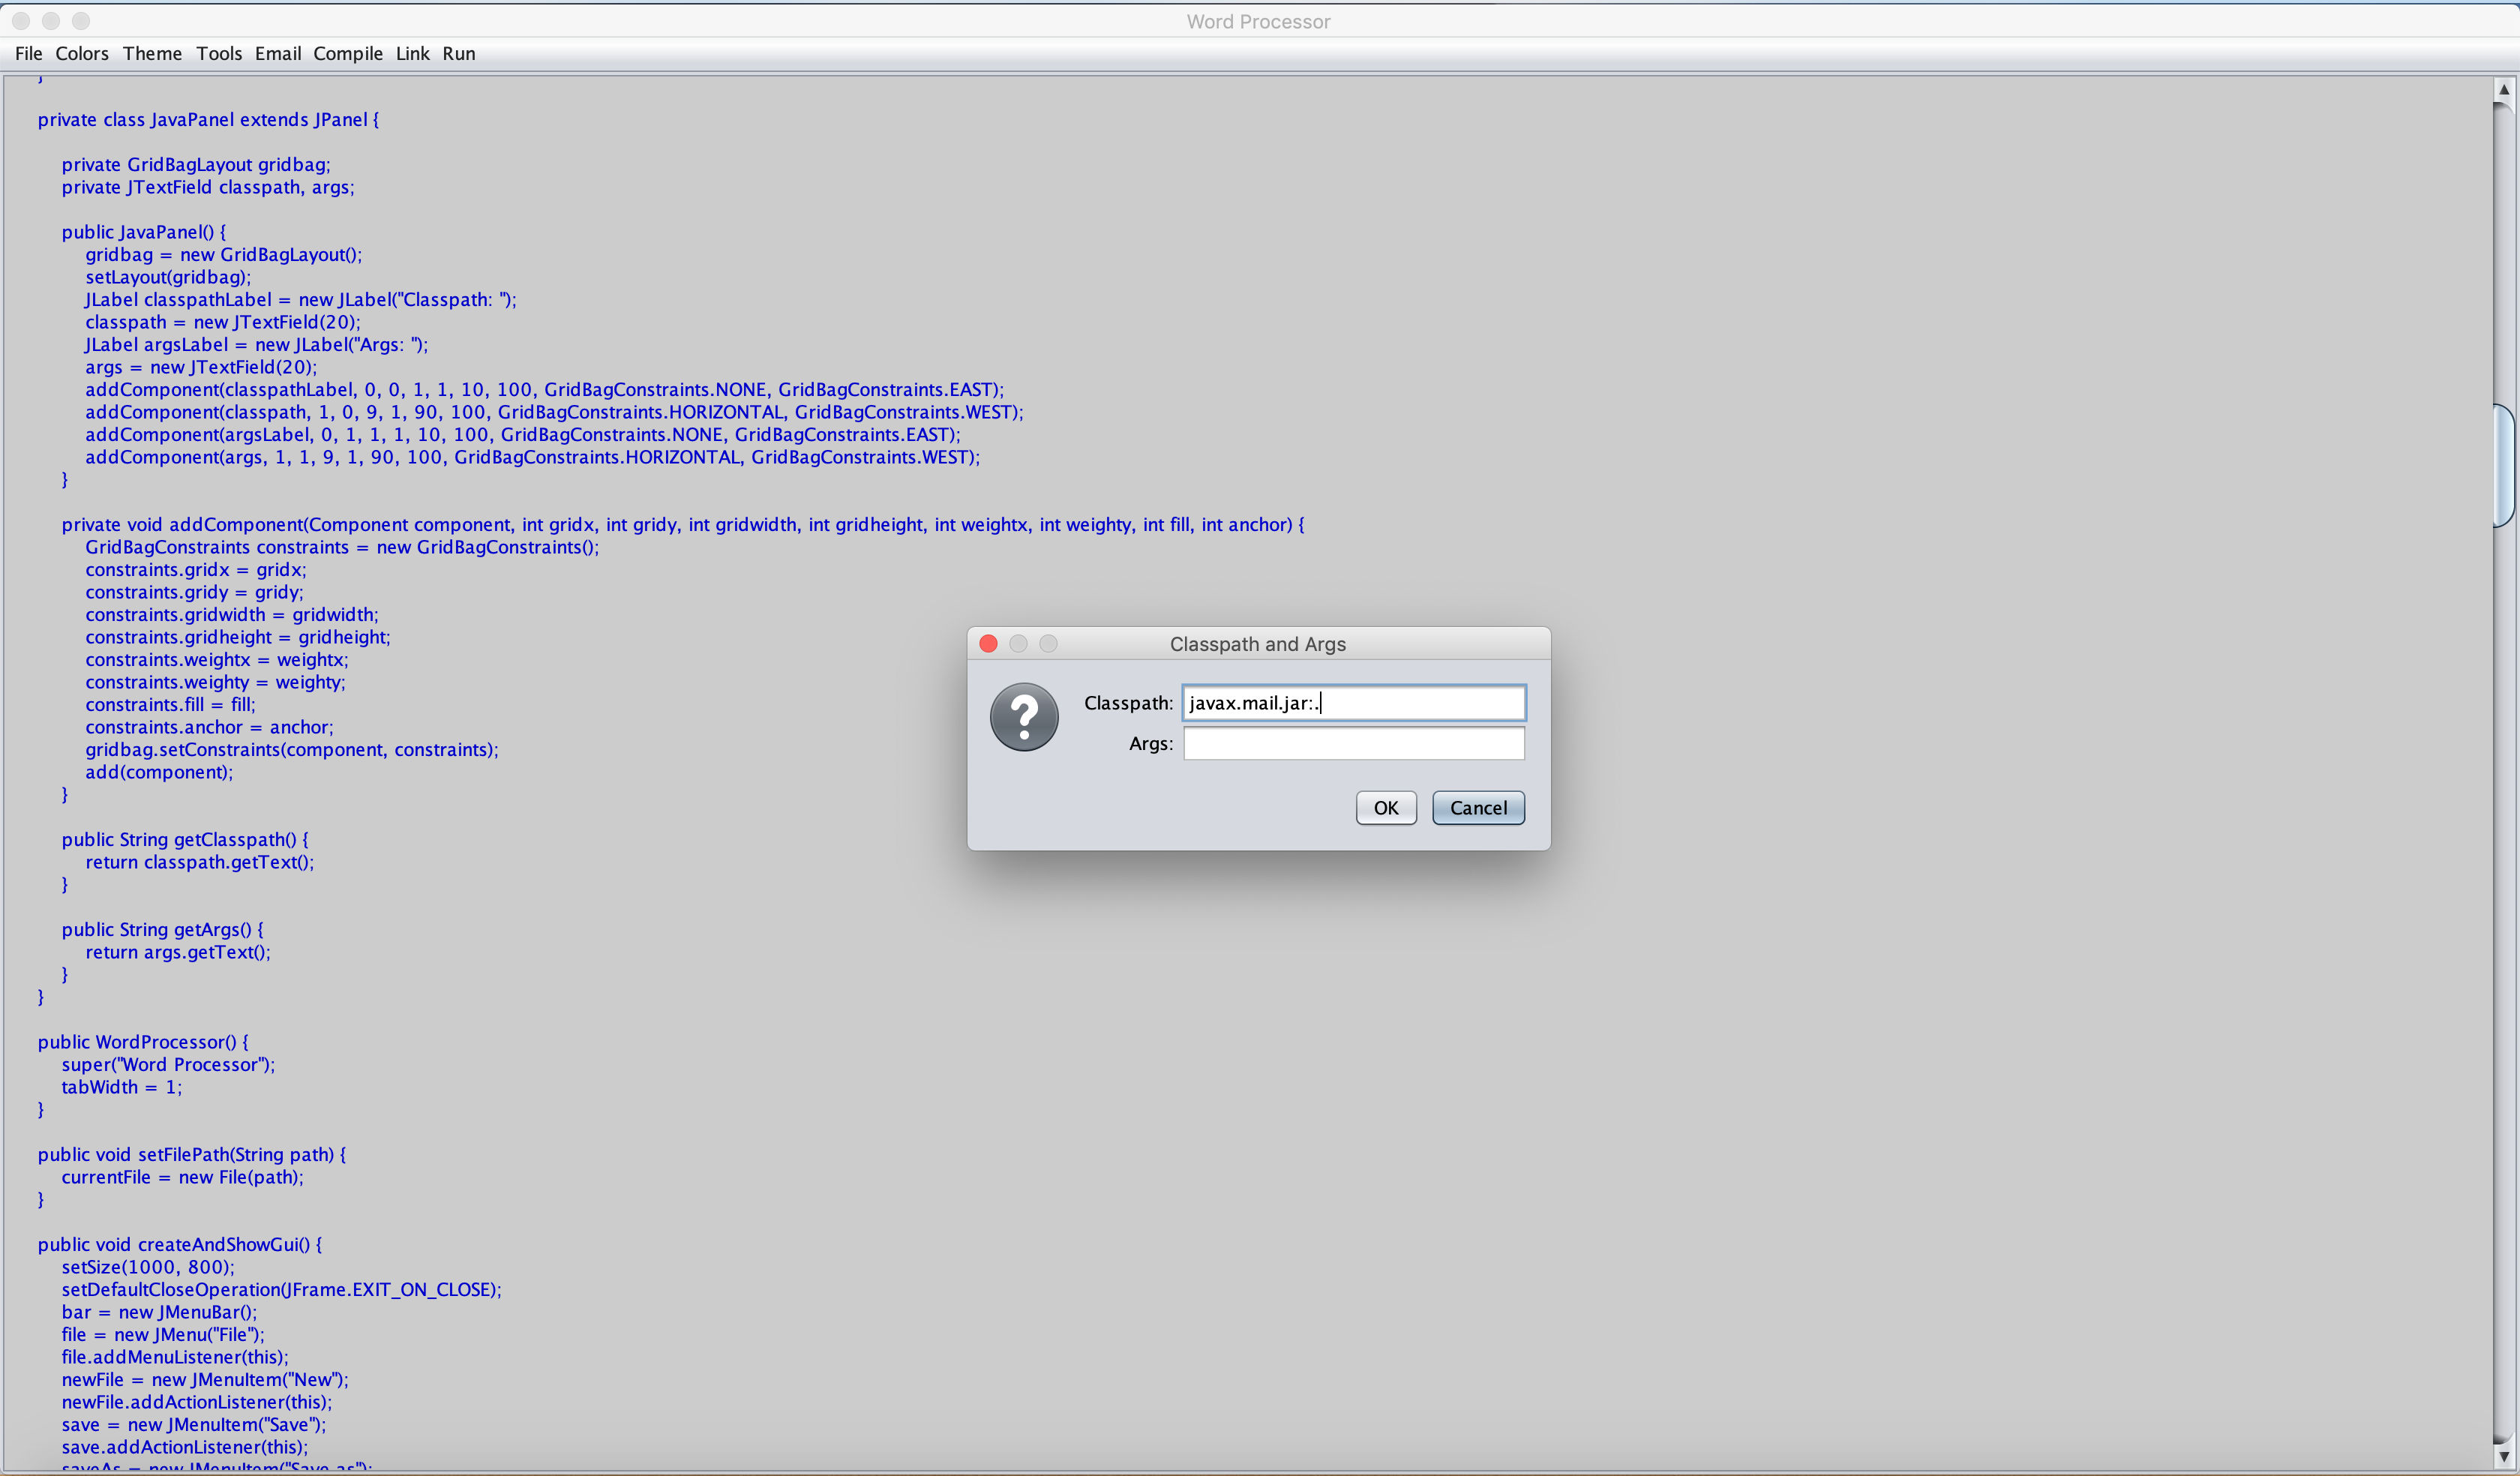 Word Processor
File Colors Theme Tools Email Compile Link Run
}
private class JavaPanel extends JPanel {
private GridBagLayout gridbag;
private JTextField classpath, args;
public JavaPanel() {
gridbag = new GridBagLayout();
setLayout(gridbag);
JLabel classpathLabel = new JLabel("Classpath: ");
classpath = new JTextField(20);
JLabel argsLabel = new JLabel("Args: ");
args = new JTextField(20);
addComponent(classpathLabel, 0, 0, 1, 1, 10, 100, GridBagConstraints.NONE, GridBagConstraints.EAST);
addComponent(classpath, 1, 0, 9, 1, 90, 100, GridBagConstraints.HORIZONTAL, GridBagConstraints.WEST);
addComponent(argsLabel, 0, 1, 1, 1, 10, 100, GridBagConstraints.NONE, GridBagConstraints.EAST);
addComponent(args, 1, 1, 9, 1, 90, 100, GridBagConstraints.HORIZONTAL, GridBagConstraints.WEST);
}
private void addComponent(Component component, int gridx, int gridy, int gridwidth, int gridheight, int weightx, int weighty, int fill, int anchor) {
GridBagConstraints constraints = new GridBagConstraints();
constraints.gridx = gridx;
constraints.gridy = gridy;
constraints.gridwidth = gridwidth;
constraints.gridheight = gridheight;
constraints.weightx = weightx;
constraints.weighty = weighty;
constraints.fill = fill;
constraints.anchor = anchor;
gridbag.setConstraints(component, constraints);
add(component);
}
public String getClasspath() {
return classpath.getText();
}
public String getArgs() {
return args.getText();
}
}
public WordProcessor() {
super("Word Processor");
tabWidth = 1;
}
public void setFilePath(String path) {
currentFile = new File(path);
}
public void createAndShowGui() {
setSize(1000, 800);
setDefaultCloseOperation(JFrame.EXIT_ON_CLOSE);
bar = new JMenuBar();
file = new JMenu("File");
file.addMenuListener(this);
newFile = new JMenuItem("New");
newFile.addActionListener(this);
save = new JMenuItem("Save");
save.addActionListener(this);
saveAs = new JMenuItem("Save as");
Classpath and Args
Classpath: javax.mail.jar:.
Args:
OK Cancel